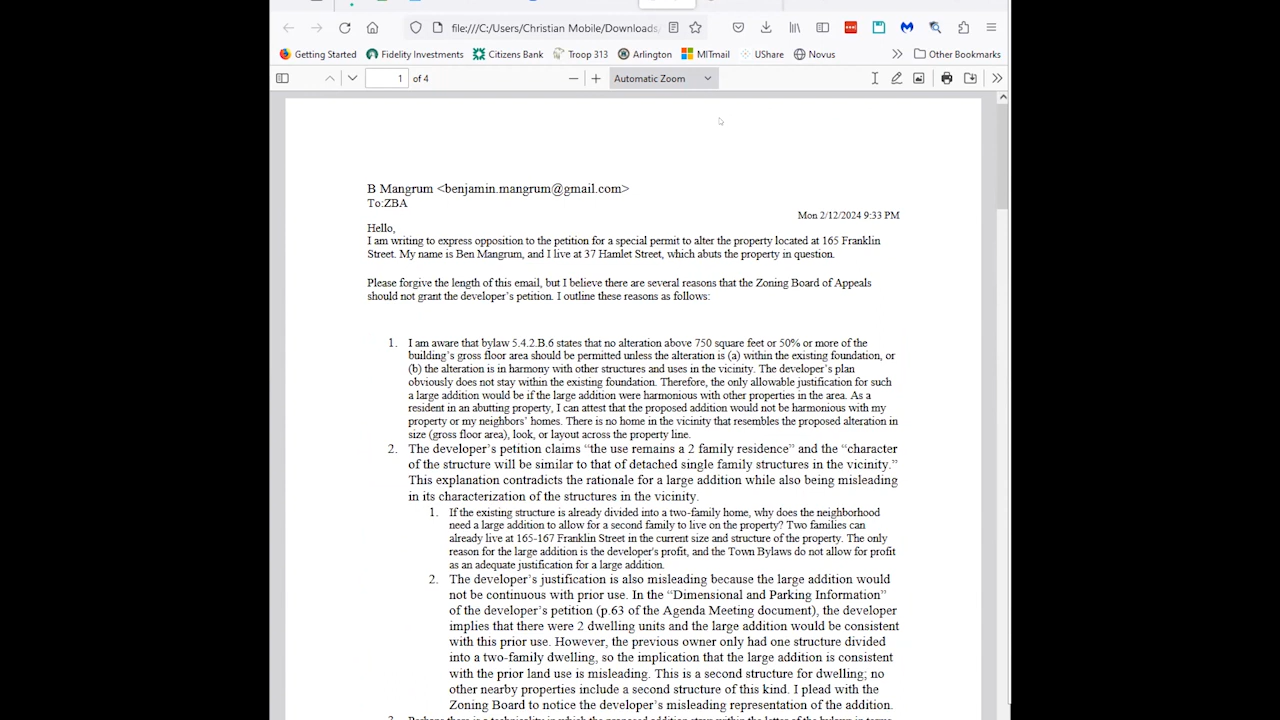 file:///C:/Users/Christian Mobile/Downloads/
Getting Started Fidelity Investments Citizens Bank Troop 313 Arlington MITmail UShare Novus Other Bookmarks
1 of 4 Automatic Zoom
B Mangrum <benjamin.mangrum@gmail.com>
To:ZBA
Mon 2/12/2024 9:33 PM
Hello,
I am writing to express opposition to the petition for a special permit to alter the property located at 165 Franklin
Street. My name is Ben Mangrum, and I live at 37 Hamlet Street, which abuts the property in question.
Please forgive the length of this email, but I believe there are several reasons that the Zoning Board of Appeals
should not grant the developer's petition. I outline these reasons as follows:
1. I am aware that bylaw 5.4.2.B.6 states that no alteration above 750 square feet or 50% or more of the
building's gross floor area should be permitted unless the alteration is (a) within the existing foundation, or
(b) the alteration is in harmony with other structures and uses in the vicinity. The developer's plan
obviously does not stay within the existing foundation. Therefore, the only allowable justification for such
a large addition would be if the large addition were harmonious with other properties in the area. As a
resident in an abutting property, I can attest that the proposed addition would not be harmonious with my
property or my neighbors' homes. There is no home in the vicinity that resembles the proposed alteration in
size (gross floor area), look, or layout across the property line.
2. The developer's petition claims “the use remains a 2 family residence” and the “character
of the structure will be similar to that of detached single family structures in the vicinity.”
This explanation contradicts the rationale for a large addition while also being misleading
in its characterization of the structures in the vicinity.
1. If the existing structure is already divided into a two-family home, why does the neighborhood
need a large addition to allow for a second family to live on the property? Two families can
already live at 165-167 Franklin Street in the current size and structure of the property. The only
reason for the large addition is the developer's profit, and the Town Bylaws do not allow for profit
as an adequate justification for a large addition.
2. The developer's justification is also misleading because the large addition would
not be continuous with prior use. In the “Dimensional and Parking Information”
of the developer's petition (p.63 of the Agenda Meeting document), the developer
implies that there were 2 dwelling units and the large addition would be consistent
with this prior use. However, the previous owner only had one structure divided
into a two-family dwelling, so the implication that the large addition is consistent
with the prior land use is misleading. This is a second structure for dwelling; no
other nearby properties include a second structure of this kind. I plead with the
Zoning Board to notice the developer's misleading representation of the addition.